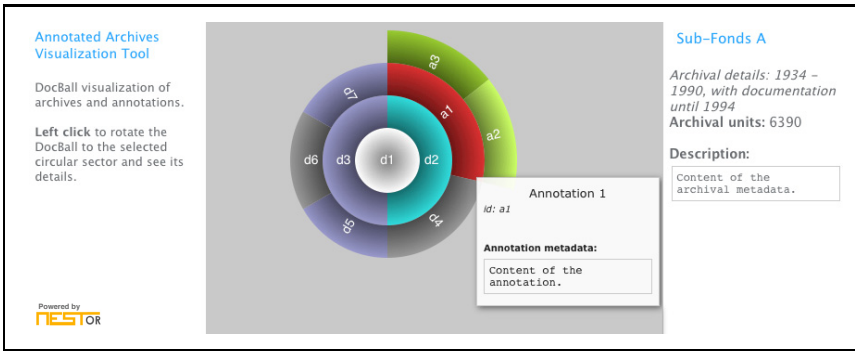 Annotated Archives
Visualization Tool
DocBall visualization of
archives and annotations.
Left click to rotate the
DocBall to the selected
circular sector and see its
details.
Powered by
NESTOR
a3
d7
a1
a2
d6
d3
d1
d2
d5
d4
Annotation 1
id: a1
Annotation metadata:
Content of the
annotation.
Sub-Fonds A
Archival details: 1934 -
1990, with documentation
until 1994
Archival units: 6390
Description:
Content of the
archival metadata.